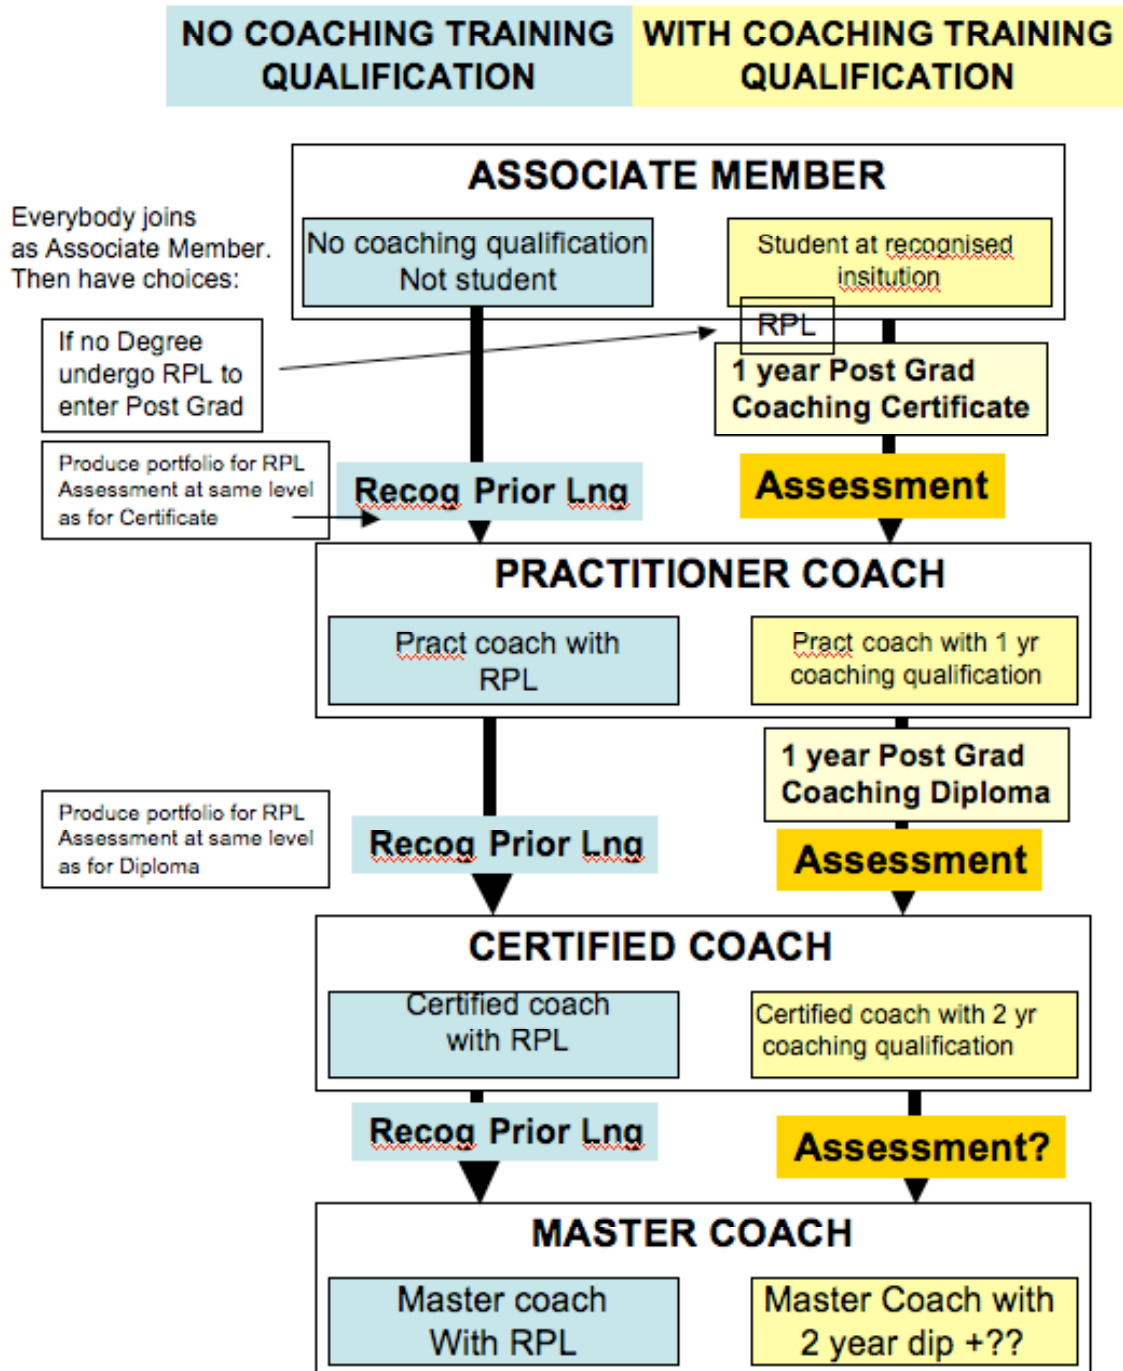 NO COACHING TRAINING
QUALIFICATION
WITH COACHING TRAINING
QUALIFICATION
ASSOCIATE MEMBER
Everybody joins
as Associate Member.
Then have choices:
No coaching qualification
Not student
Student at recognised
insitution
RPL
If no Degree
undergo RPL to
enter Post Grad
1 year Post Grad
Coaching Certificate
Produce portfolio for RPL
Assessment at same level
as for Certificate
Recog Prior Lng
Assessment
PRACTITIONER COACH
Pract coach with
RPL
Pract coach with 1 yr
coaching qualification
1 year Post Grad
Coaching Diploma
Produce portfolio for RPL
Assessment at same level
as for Diploma
Recog Prior Lng
Assessment
CERTIFIED COACH
Certified coach
with RPL
Certified coach with 2 yr
coaching qualification
Recog Prior Lng
Assessment?
MASTER COACH
Master coach
With RPL
Master Coach with
2 year dip +??